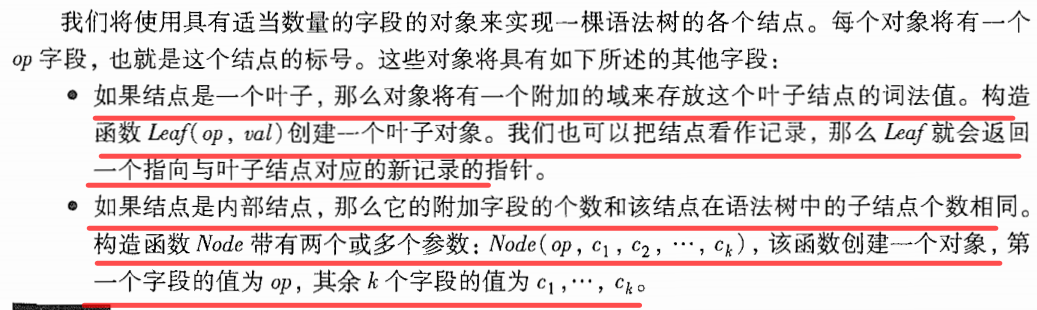 我们将使用具有适当数量的字段的对象来实现一棵语法树的各个结点。每个对象将有一个
op 字段，也就是这个结点的标号。这些对象将具有如下所述的其他字段：
● 如果结点是一个叶子，那么对象将有一个附加的域来存放这个叶子结点的词法值。构造
函数 Leaf(op, val)创建一个叶子对象。我们也可以把结点看作记录，那么 Leaf 就会返回
一个指向与叶子结点对应的新记录的指针。
● 如果结点是内部结点，那么它的附加字段的个数和该结点在语法树中的子结点个数相同。
构造函数 Node 带有两个或多个参数：Node(op, c₁, c₂, ⋯, cₖ)，该函数创建一个对象，第
一个字段的值为 op，其余 k 个字段的值为 c₁,⋯, cₖ。